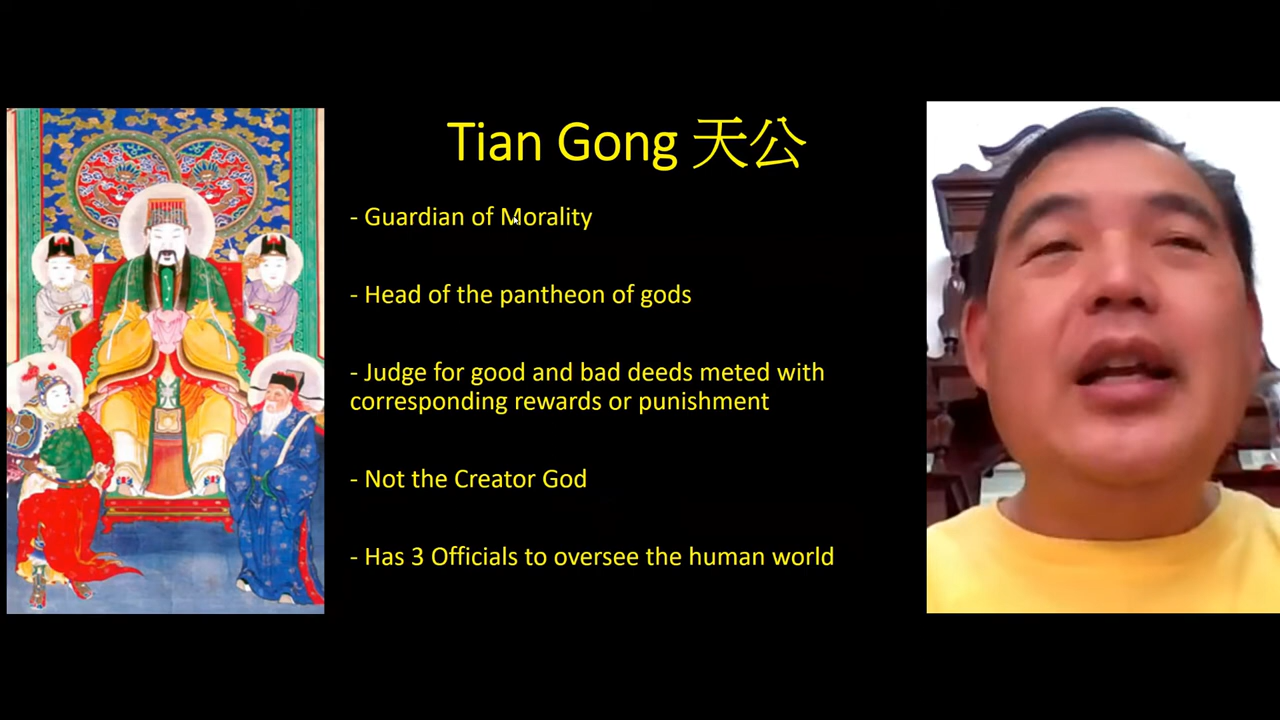 Tian Gong 天公
- Guardian of Morality
- Head of the pantheon of gods
- Judge for good and bad deeds meted with
corresponding rewards or punishment
- Not the Creator God
- Has 3 Officials to oversee the human world